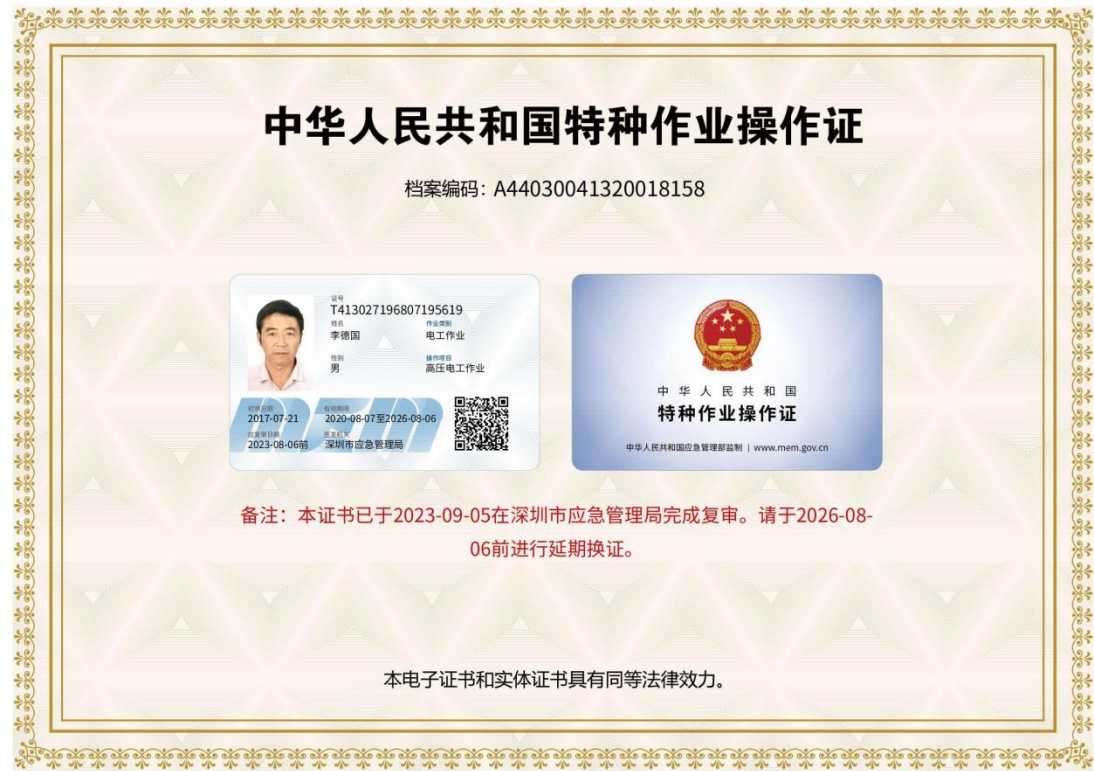 中华人民共和国特种作业操作证
档案编码：A44030041320018158
证号
T413027196807195619
姓名 作业类别
李德国 电工作业
性别 操作项目
男 高压电工作业
初领日期 有效期限
2017-07-21 2020-08-07至2026-08-06
应复审日期 签发机关
2023-08-06前 深圳市应急管理局
中华人民共和国
特种作业操作证
中华人民共和国应急管理部监制 | www.mem.gov.cn
备注：本证书已于2023-09-05在深圳市应急管理局完成复审。请于2026-08-
06前进行延期换证。
本电子证书和实体证书具有同等法律效力。